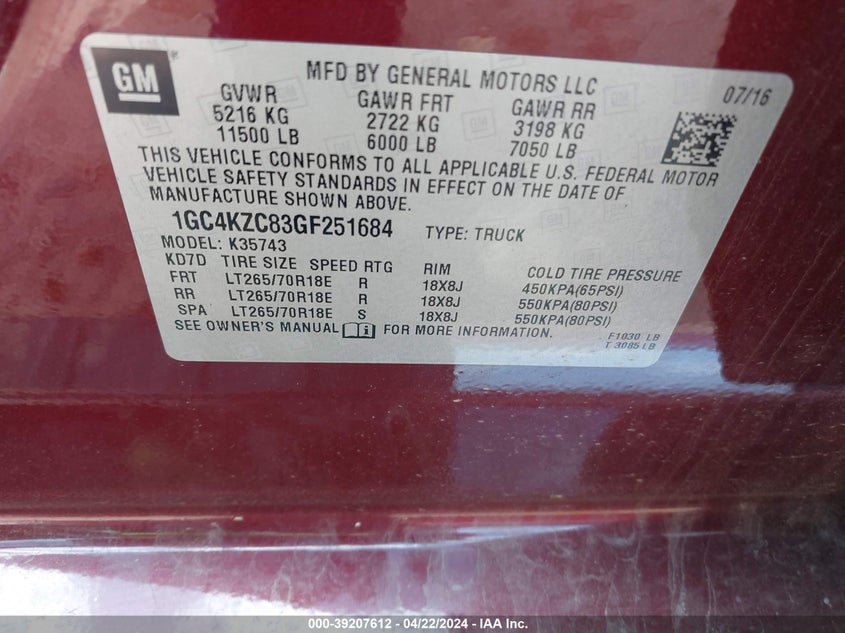 GM
®
MFD BY GENERAL MOTORS LLC 07/16
GVWR GAWR FRT GAWR RR
5216 KG 2722 KG 3198 KG
11500 LB 6000 LB 7050 LB
THIS VEHICLE CONFORMS TO ALL APPLICABLE U.S. FEDERAL MOTOR
VEHICLE SAFETY STANDARDS IN EFFECT ON THE DATE OF
MANUFACTURE SHOWN ABOVE.
1GC4KZC83GF251684 TYPE: TRUCK
MODEL: K35743
KD7D TIRE SIZE SPEED RTG RIM COLD TIRE PRESSURE
FRT LT265/70R18E R 18X8J 450KPA(65PSI)
RR LT265/70R18E R 18X8J 550KPA(80PSI)
SPA LT265/70R18E S 18X8J 550KPA(80PSI)
SEE OWNER'S MANUAL FOR MORE INFORMATION.
F1030 LB
T 3085 LB
000-39207612 - 04/22/2024 - IAA Inc.